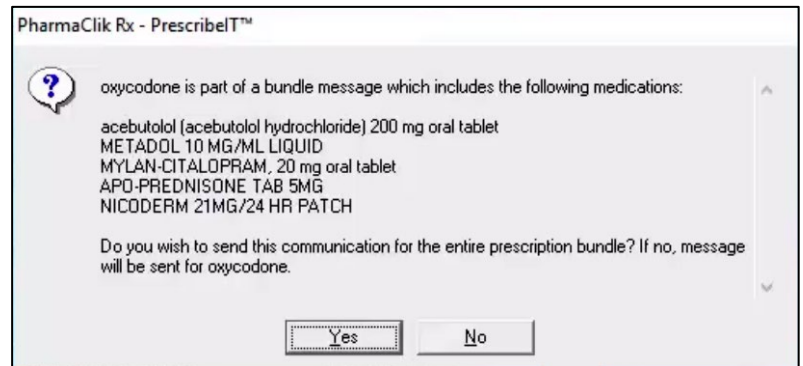 PharmaClik Rx - PrescribeIT™
?
oxycodone is part of a bundle message which includes the following medications:
acebutolol (acebutolol hydrochloride) 200 mg oral tablet
METADOL 10 MG/ML LIQUID
MYLAN-CITALOPRAM, 20 mg oral tablet
APO-PREDNISONE TAB 5MG
NICODERM 21MG/24 HR PATCH
Do you wish to send this communication for the entire prescription bundle? If no, message
will be sent for oxycodone.
Yes No